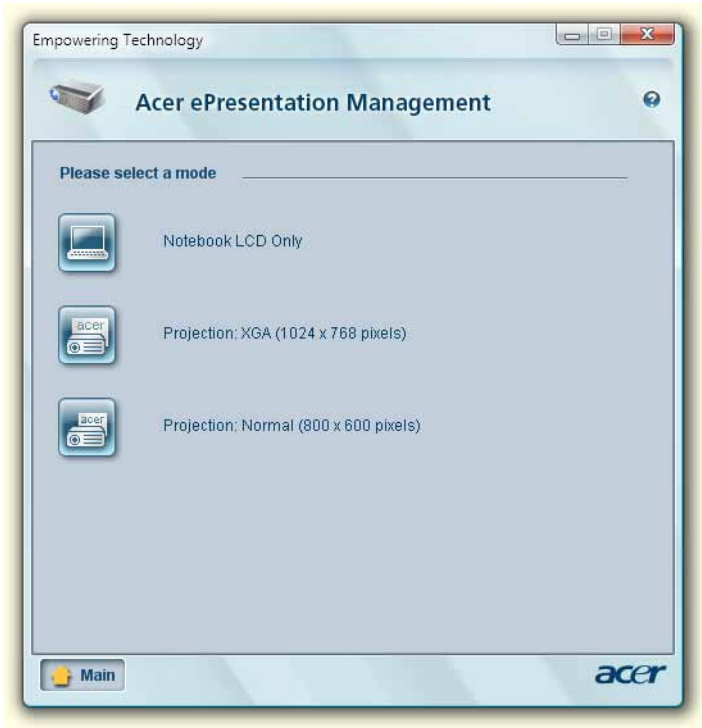 Empowering Technology
Acer ePresentation Management
Please select a mode
Notebook LCD Only
acer
Projection: XGA (1024 x 768 pixels)
acer
Projection: Normal (800 x 600 pixels)
Main
acer